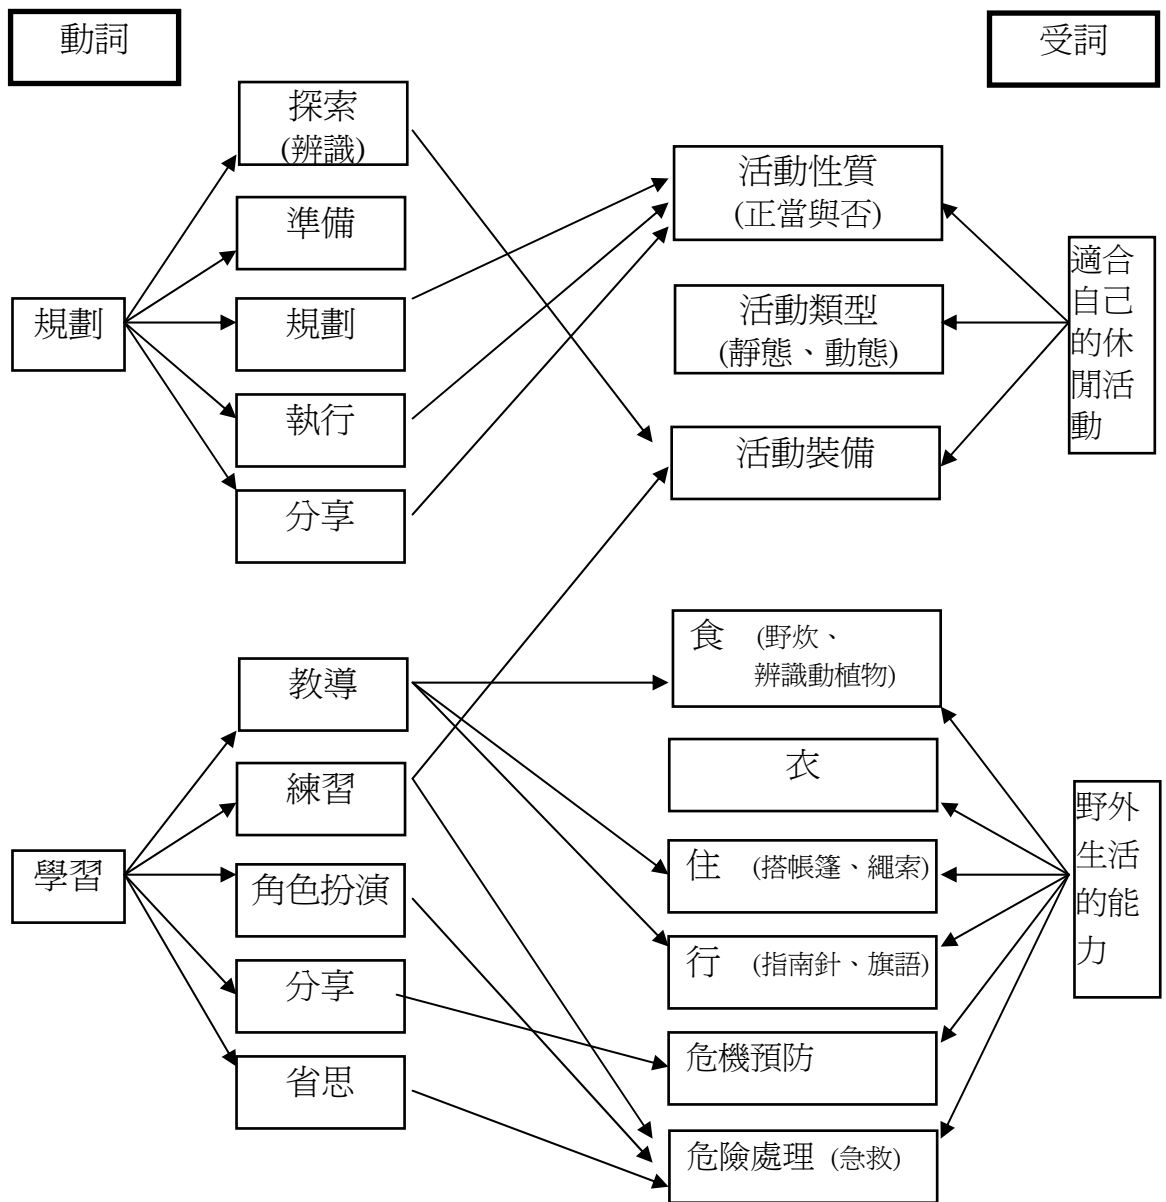 動詞
受詞
探索
(辨識)
準備
規劃
規劃
執行
分享
活動性質
(正當與否)
活動類型
(靜態、動態)
活動裝備
適合
自己
的休
閒活
動
教導
練習
學習
角色扮演
分享
省思
食 (野炊、
辨識動植物)
衣
住 (搭帳篷、繩索)
行 (指南針、旗語)
危機預防
危險處理 (急救)
野外
生活
的能
力